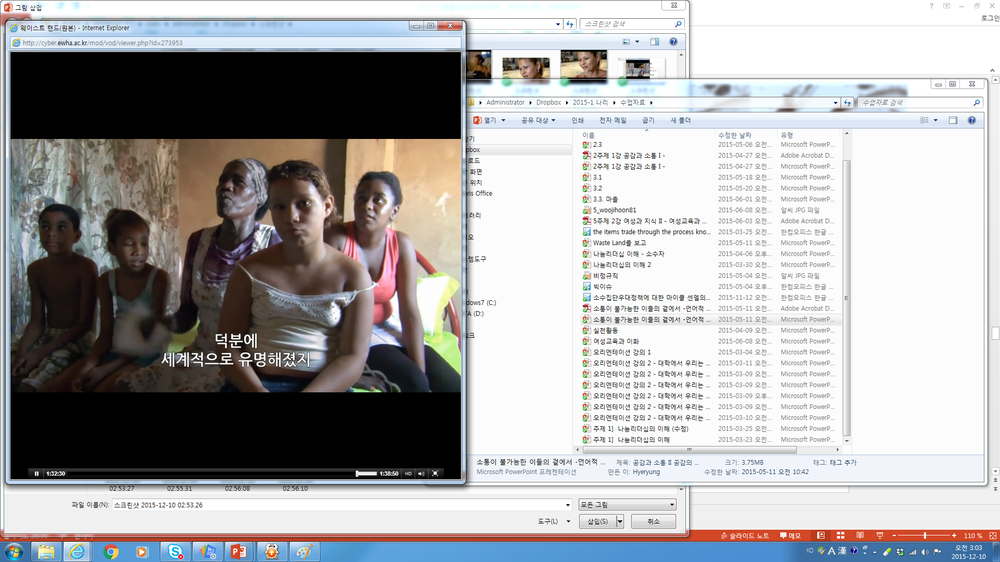 그림 삽입
로그인
웨이스트 랜드(원본) - Internet Explorer
http://cyber.ewha.ac.kr/mod/vod/viewer.php?id=273953
스크린샷 검색
Administrator
Dropbox
2015-1 나리
수업자료
수업자료 검색
열기
공유 대상
인쇄
전자 메일
굽기
새 폴더
이름
수정한 날짜
유형
2.3 2015-05-06 오전... Microsoft PowerP...
2주제 1강 공감과 소통 I - 2015-04-27 오전... Adobe Acrobat D...
2주제 1강 공감과 소통 I - 2015-04-27 오전... Microsoft PowerP...
3.1 2015-05-18 오전... Microsoft PowerP...
3.2 2015-05-20 오전... Microsoft PowerP...
3.3. 마을 2015-06-01 오전... Microsoft PowerP...
5_woojihoon81 2015-06-08 오전... 알씨 JPG 파일
5주제 2강 여성과 지식 II - 여성교육과 ... 2015-06-03 오전... Adobe Acrobat D...
the items trade through the process kno... 2015-03-25 오전... 한컴오피스 한글 ...
Waste Land를 보고 2015-05-11 오전... Microsoft PowerP...
나눔리더십 이해 - 소수자 2015-04-06 오후... Microsoft PowerP...
나눔리더십의 이해 2 2015-03-30 오전... Microsoft PowerP...
비정규직 2015-05-04 오전... 알씨 JPG 파일
빅이슈 2015-05-04 오후... 한컴오피스 한글 ...
소수집단우대정책에 대한 마이클 센델의... 2015-11-12 오전... 한컴오피스 한글 ...
소통이 불가능한 이들의 곁에서 -언어적 ... 2015-05-11 오전... Adobe Acrobat D...
소통이 불가능한 이들의 곁에서 -언어적 ... 2015-05-11 오전... Microsoft PowerP...
실천활동 2015-04-09 오전... Microsoft PowerP...
여성교육과 이화 2015-06-08 오전... Microsoft PowerP...
오리엔테이션 강의 1 2015-03-04 오전... Microsoft PowerP...
오리엔테이션 강의 2 - 대학에서 우리는 ... 2015-03-11 오전... Microsoft PowerP...
오리엔테이션 강의 2 - 대학에서 우리는 ... 2015-03-09 오전... Microsoft PowerP...
오리엔테이션 강의 2 - 대학에서 우리는 ... 2015-03-09 오전... Microsoft PowerP...
오리엔테이션 강의 2 - 대학에서 우리는 ... 2015-03-09 오후... Microsoft PowerP...
오리엔테이션 강의 2 - 대학에서 우리는 ... 2015-03-09 오전... Microsoft PowerP...
오리엔테이션 강의 2 - 대학에서 우리는 ... 2015-03-10 오전... Microsoft PowerP...
주제 1] 나눔리더십의 이해 (수정) 2015-03-25 오전... Microsoft PowerP...
주제 1] 나눔리더십의 이해 2015-03-23 오전... Microsoft PowerP...
pbox
로드
화면
위치
ris Office
브러리
오
템도구
dows7 (C:)
TA (D:)
워크
덕분에
세계적으로 유명해졌지
1:32:30
1:38:50
HD
소통이 불가능한 이들의 곁에서 -언어적 ... 제목: 공감과 소통 II 공감의 ... 크기: 3.75MB 태그: 태그 추가
Microsoft PowerPoint 프레젠테이션 만든 이: Hyeryung 수정한 날짜: 2015-05-11 오전 10:42
02.53.27 02.55.31 02.56.08 02.56.10
파일 이름(N): 스크린샷 2015-12-10 02.53.26 모든 그림
도구(L) 삽입(S) 취소
슬라이드 노트 메모 110 %
KO A 漢
오전 3:03
2015-12-10